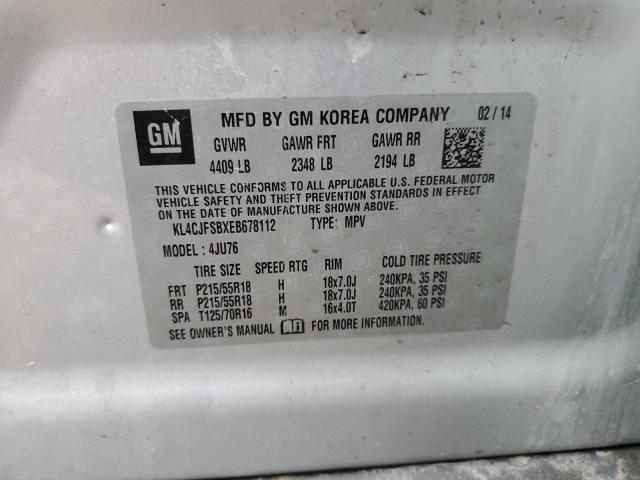 GM
MFD BY GM KOREA COMPANY 02 / 14
GVWR GAWR FRT GAWR RR
4409 LB 2348 LB 2194 LB
THIS VEHICLE CONFORMS TO ALL APPLICABLE U.S. FEDERAL MOTOR
VEHICLE SAFETY AND THEFT PREVENTION STANDARDS IN EFFECT
ON THE DATE OF MANUFACTURE SHOWN ABOVE.
KL4CJFSBXEB678112 TYPE: MPV
MODEL : 4JU76
TIRE SIZE SPEED RTG RIM COLD TIRE PRESSURE
FRT P215/55R18 H 18x7.0J 240KPA, 35 PSI
RR P215/55R18 H 18x7.0J 240KPA, 35 PSI
SPA T125/70R16 M 16x4.0T 420KPA, 60 PSI
SEE OWNER'S MANUAL FOR MORE INFORMATION.